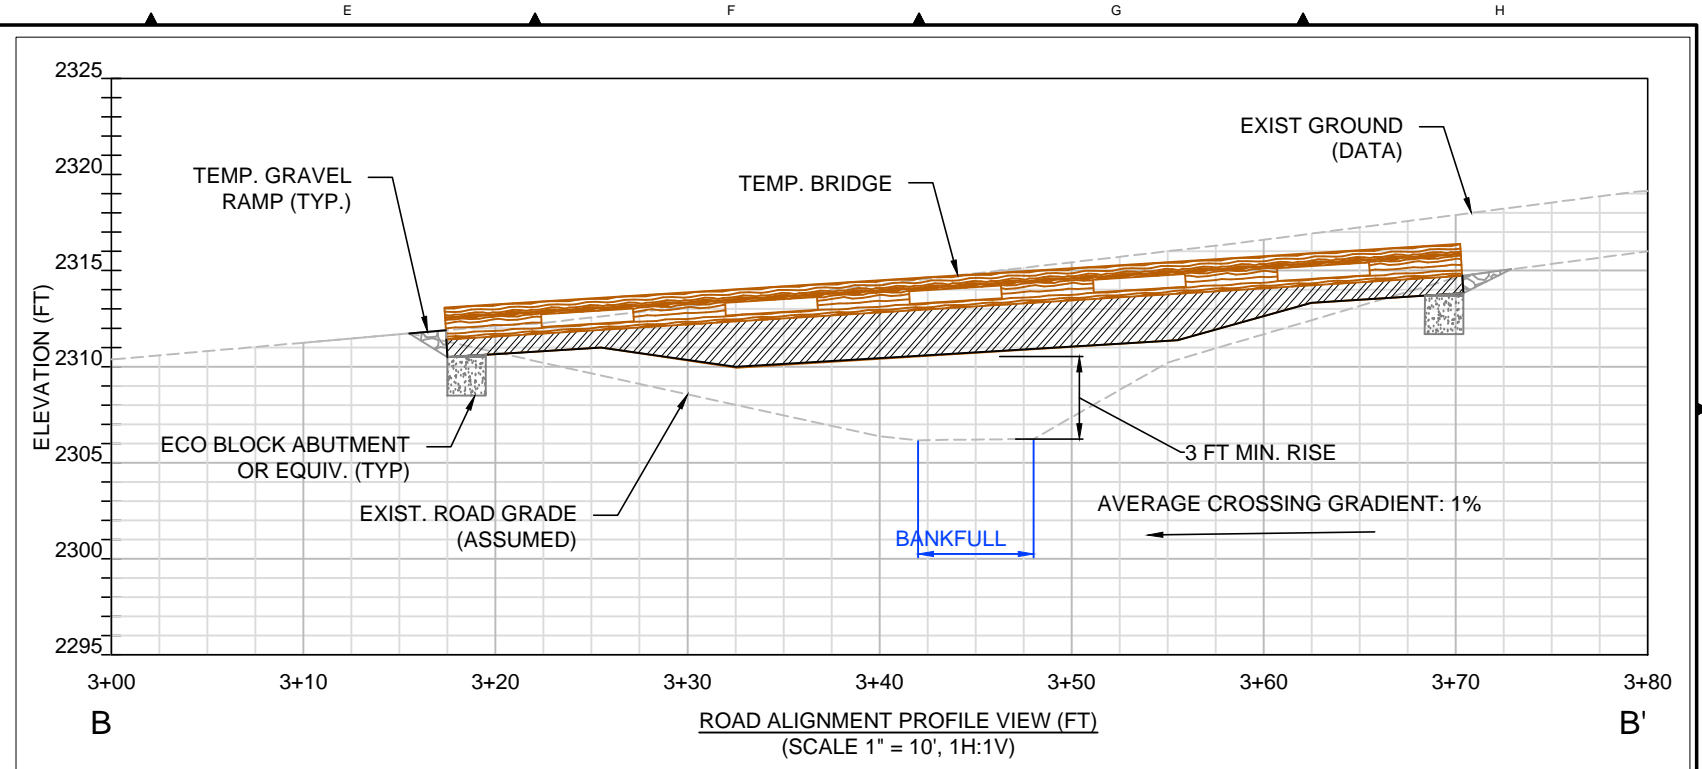 E F G H
2325
2320
2315
2310
2305
2300
2295
ELEVATION (FT)
TEMP. GRAVEL
RAMP (TYP.)
TEMP. BRIDGE
EXIST GROUND
(DATA)
ECO BLOCK ABUTMENT
OR EQUIV. (TYP)
EXIST. ROAD GRADE
(ASSUMED)
3 FT MIN. RISE
AVERAGE CROSSING GRADIENT: 1%
BANKFULL
3+00 3+10 3+20 3+30 3+40 3+50 3+60 3+70 3+80
B B'
ROAD ALIGNMENT PROFILE VIEW (FT)
(SCALE 1" = 10', 1H:1V)